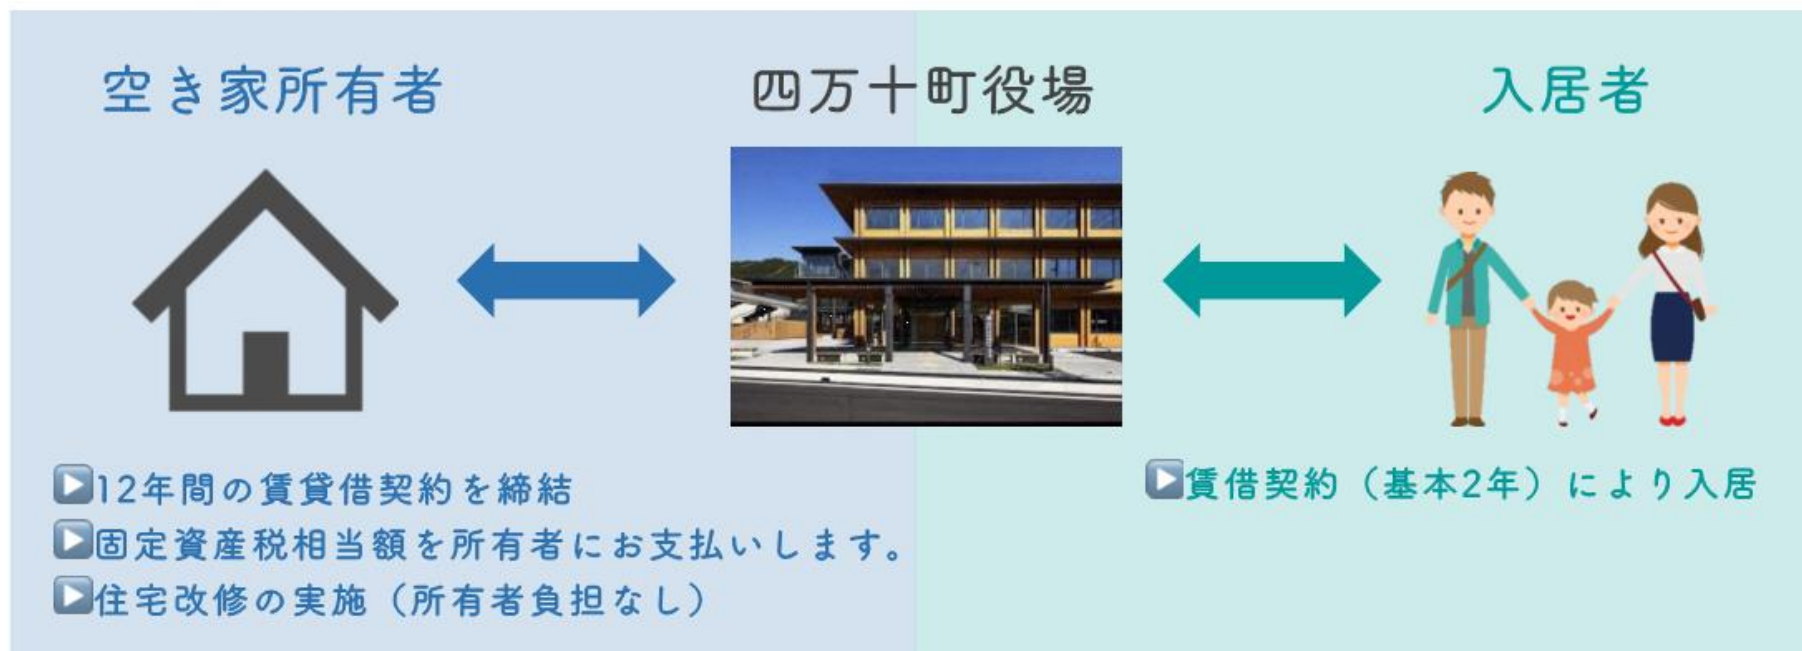 空き家所有者
四万十町役場
入居者
12年間の賃貸借契約を締結
固定資産税相当額を所有者にお支払いします。
住宅改修の実施（所有者負担なし）
賃借契約（基本2年）により入居